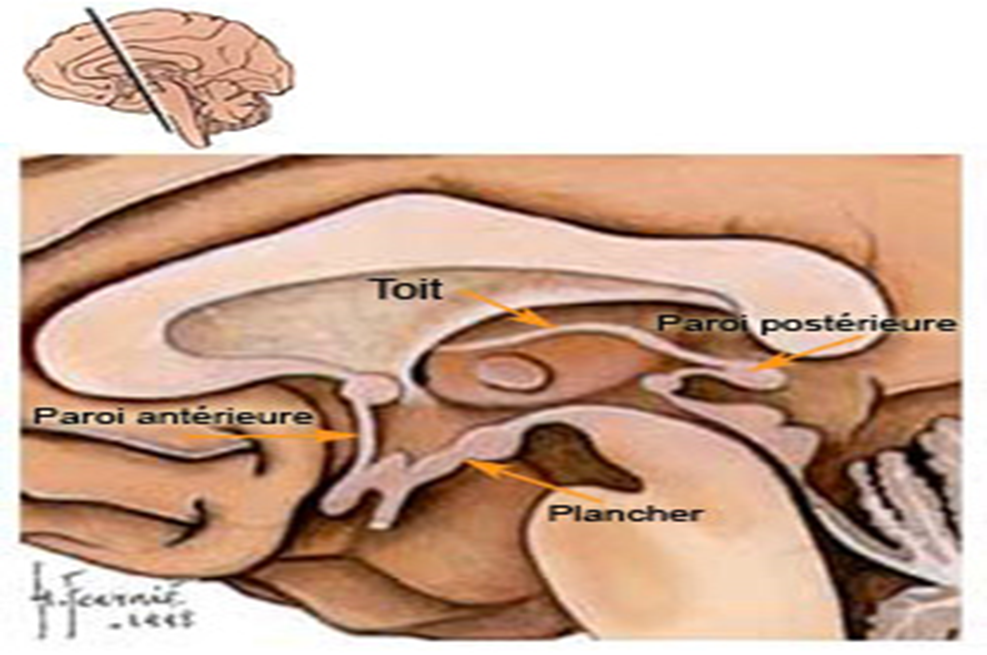 Toit
Paroi postérieure
Paroi antérieure
Plancher